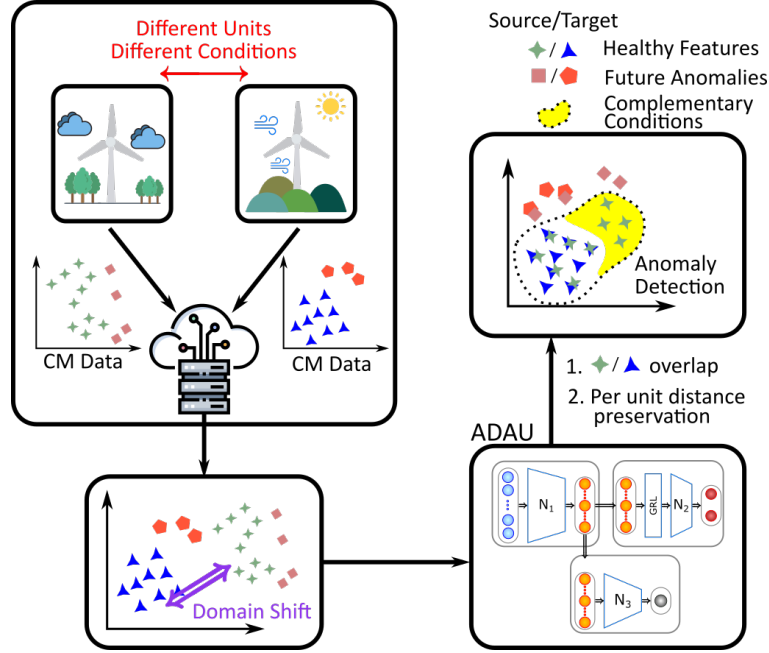 Different Units
Different Conditions
Source/Target
/
Healthy Features
/
Future Anomalies
Complementary
Conditions
CM Data
CM Data
Anomaly
Detection
1. / overlap
2. Per unit distance
preservation
ADAU
N1
GRL
N2
N3
Domain Shift